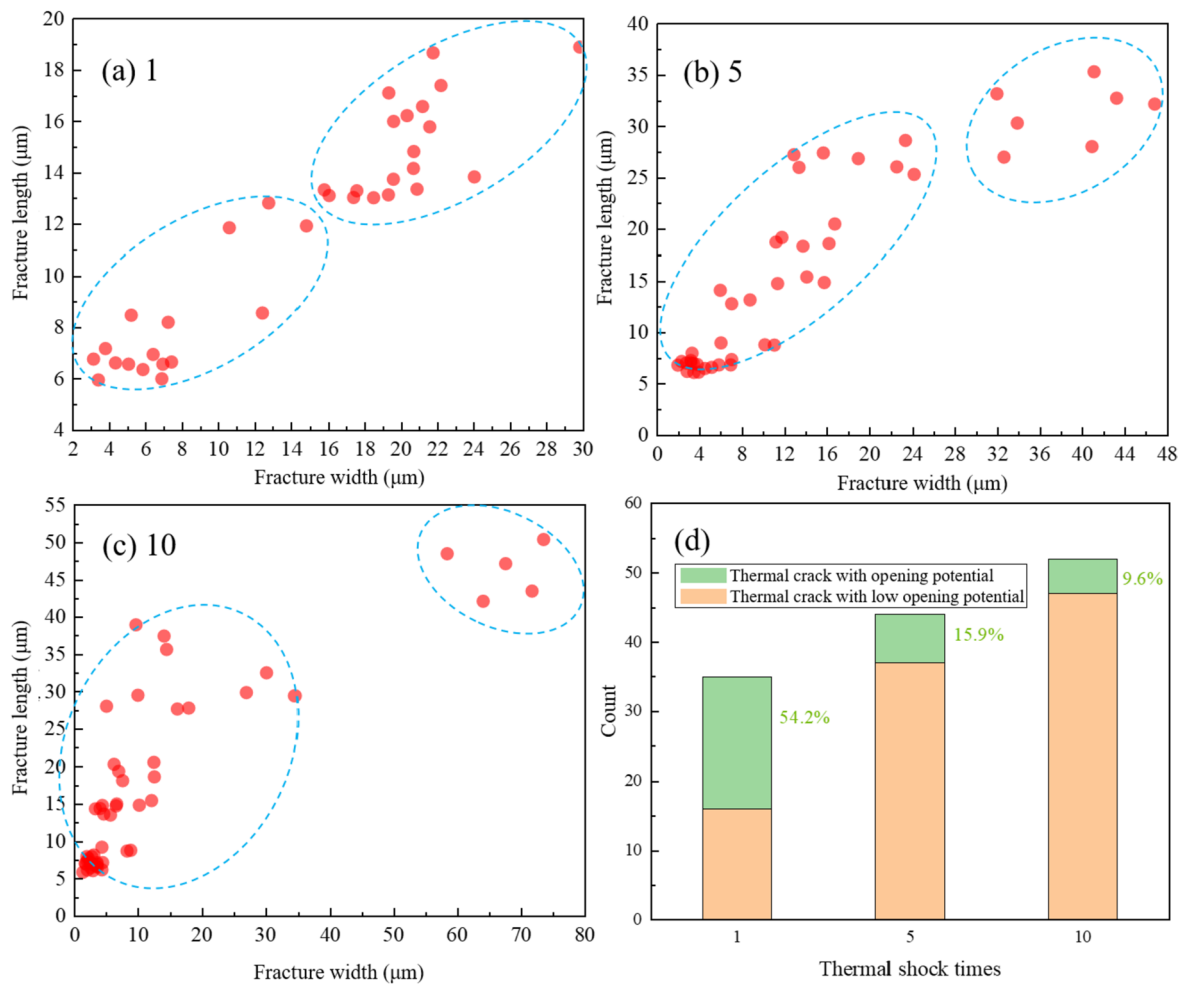 (a) 1
20
18
16
14
12
10
8
6
4
2 4 6 8 10 12 14 16 18 20 22 24 26 28 30
Fracture length (μm)
Fracture width (μm)
(b) 5
40
35
30
25
20
15
10
5
0
0 4 8 12 16 20 24 28 32 36 40 44 48
Fracture length (μm)
Fracture width (μm)
(c) 10
55
50
45
40
35
30
25
20
15
10
5
0
0 10 20 30 40 50 60 70 80
Fracture length (μm)
Fracture width (μm)
(d)
60
50
40
30
20
10
0
Thermal crack with opening potential
Thermal crack with low opening potential
54.2%
15.9%
9.6%
1 5 10
Count
Thermal shock times